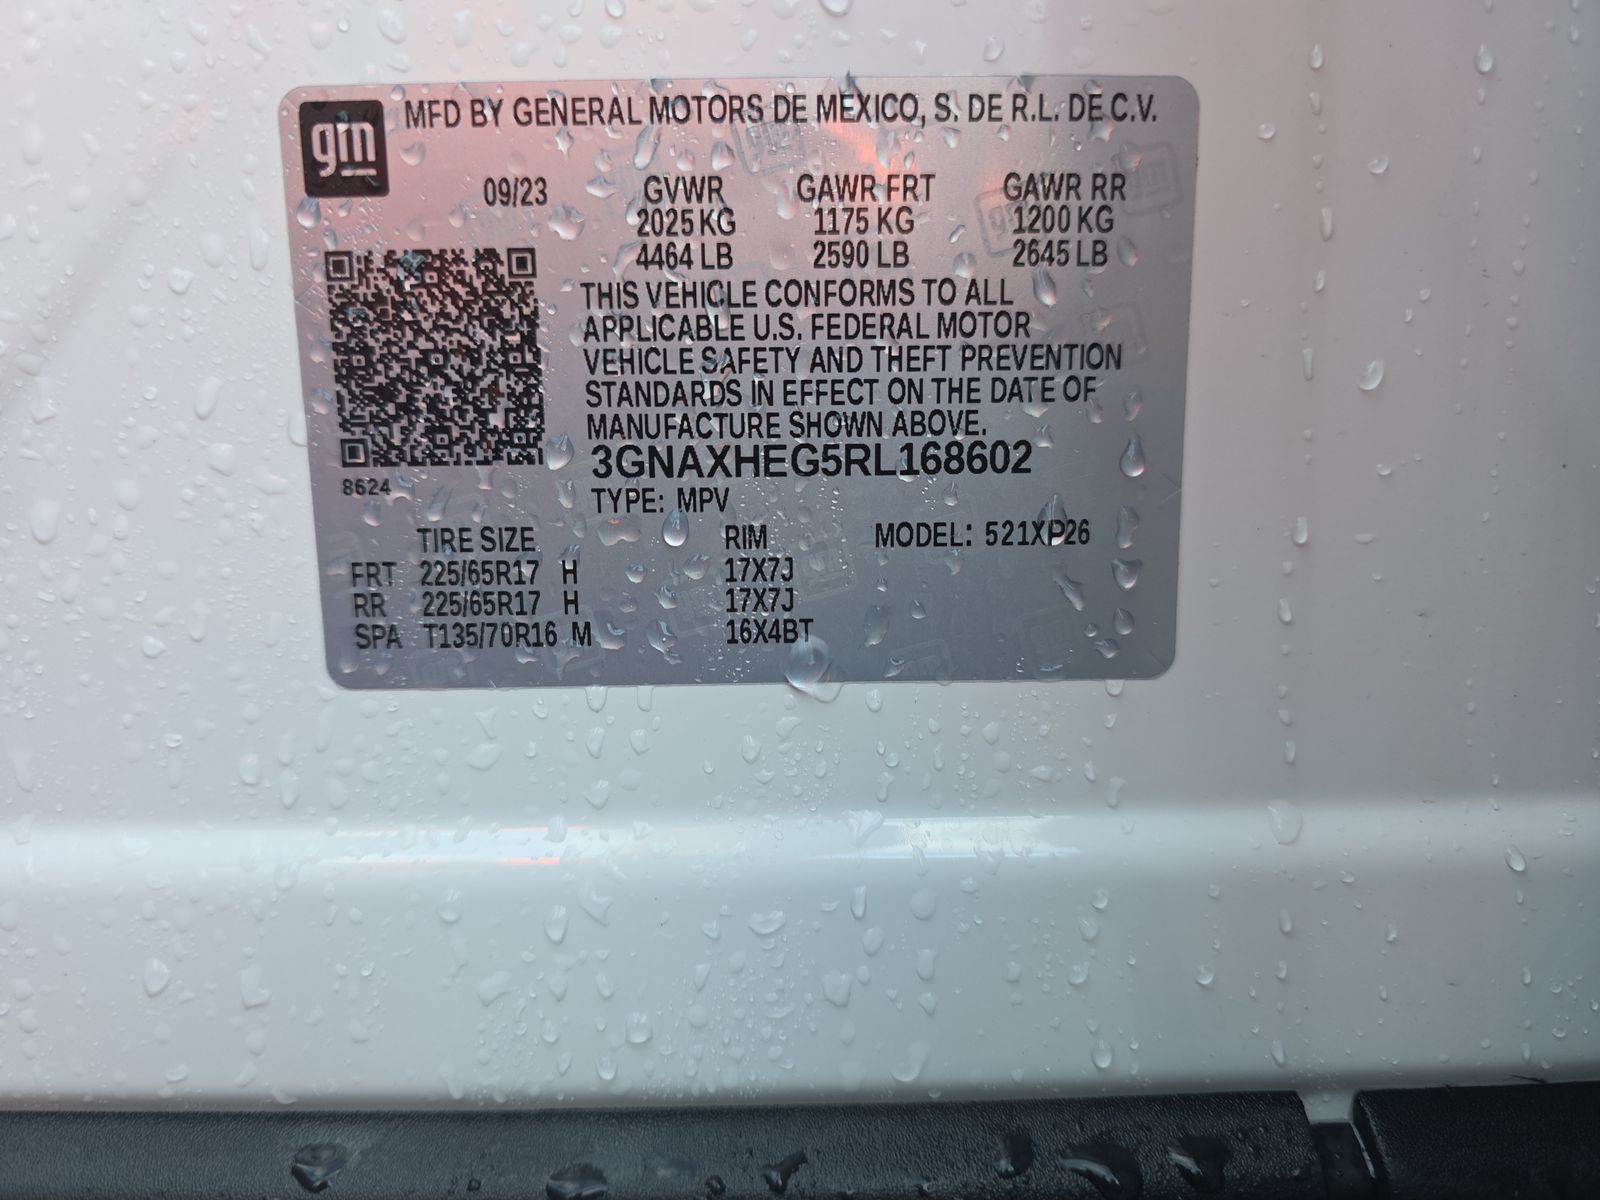 gm MFD BY GENERAL MOTORS DE MEXICO, S. DE R.L. DE C.V.
09/23 GVWR GAWR FRT GAWR RR
2025 KG 1175 KG 1200 KG
4464 LB 2590 LB 2645 LB
THIS VEHICLE CONFORMS TO ALL
APPLICABLE U.S. FEDERAL MOTOR
VEHICLE SAFETY AND THEFT PREVENTION
STANDARDS IN EFFECT ON THE DATE OF
MANUFACTURE SHOWN ABOVE.
3GNAXHEG5RL168602
8624
TYPE: MPV
TIRE SIZE RIM MODEL: 521XP26
FRT 225/65R17 H 17X7J
RR 225/65R17 H 17X7J
SPA T135/70R16 M 16X4BT